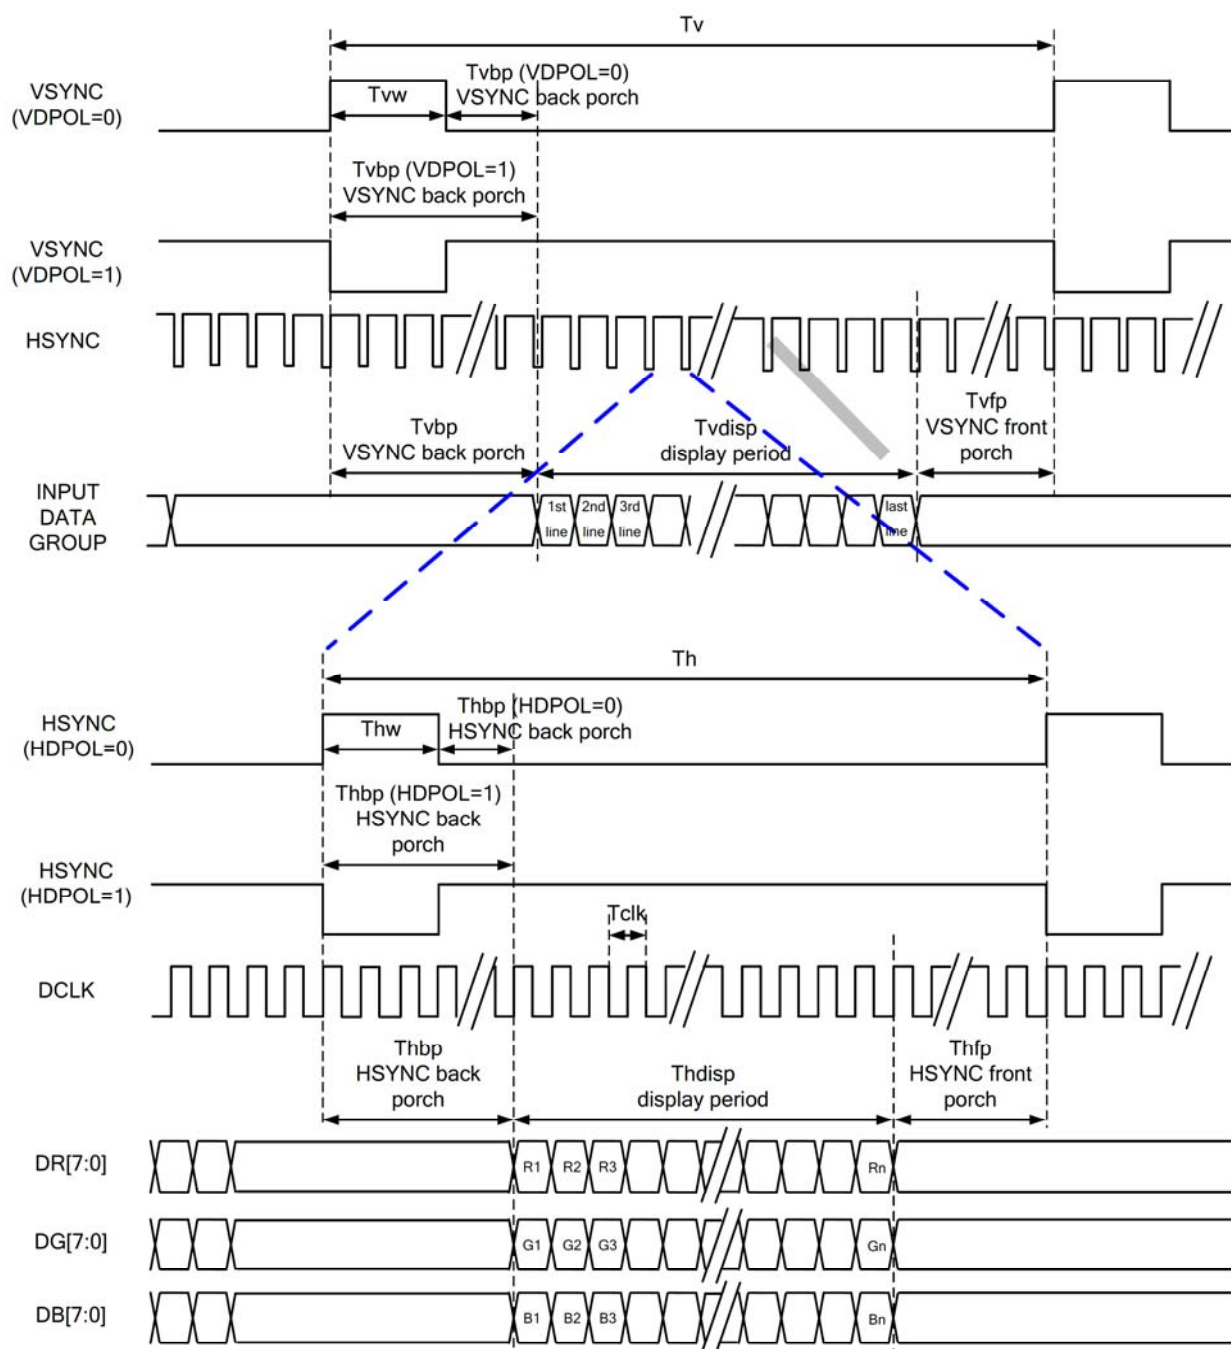 Tv
VSYNC
(VDPOL=0)
Tvw
Tvbp (VDPOL=0)
VSYNC back porch
Tvbp (VDPOL=1)
VSYNC back porch
VSYNC
(VDPOL=1)
HSYNC
Tvbp
VSYNC back porch
Tvdisp
display period
Tvfp
VSYNC front
porch
INPUT
DATA
GROUP
1st
line
2nd
line
3rd
line
last
line
Th
HSYNC
(HDPOL=0)
Thw
Thbp (HDPOL=0)
HSYNC back porch
Thbp (HDPOL=1)
HSYNC back
porch
HSYNC
(HDPOL=1)
Tclk
DCLK
Thbp
HSYNC back
porch
Thdisp
display period
Thfp
HSYNC front
porch
DR[7:0]
R1 R2 R3 Rn
DG[7:0]
G1 G2 G3 Gn
DB[7:0]
B1 B2 B3 Bn